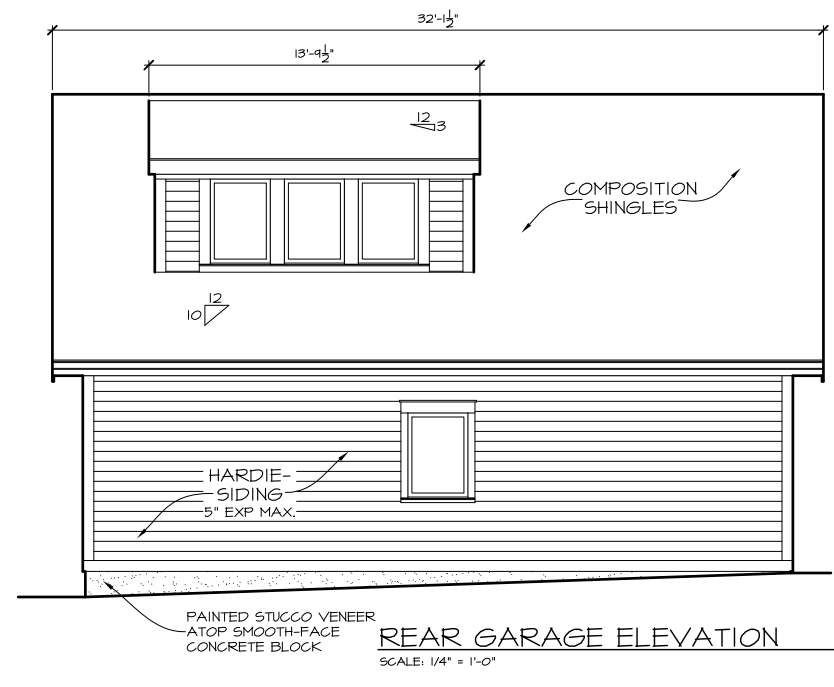 32'-1½"
13'-9½"
12
3
COMPOSITION
SHINGLES
12
10
HARDIE-
SIDING
5" EXP MAX.
PAINTED STUCCO VENEER
ATOP SMOOTH-FACE
CONCRETE BLOCK
REAR GARAGE ELEVATION
SCALE: 1/4" = 1'-0"